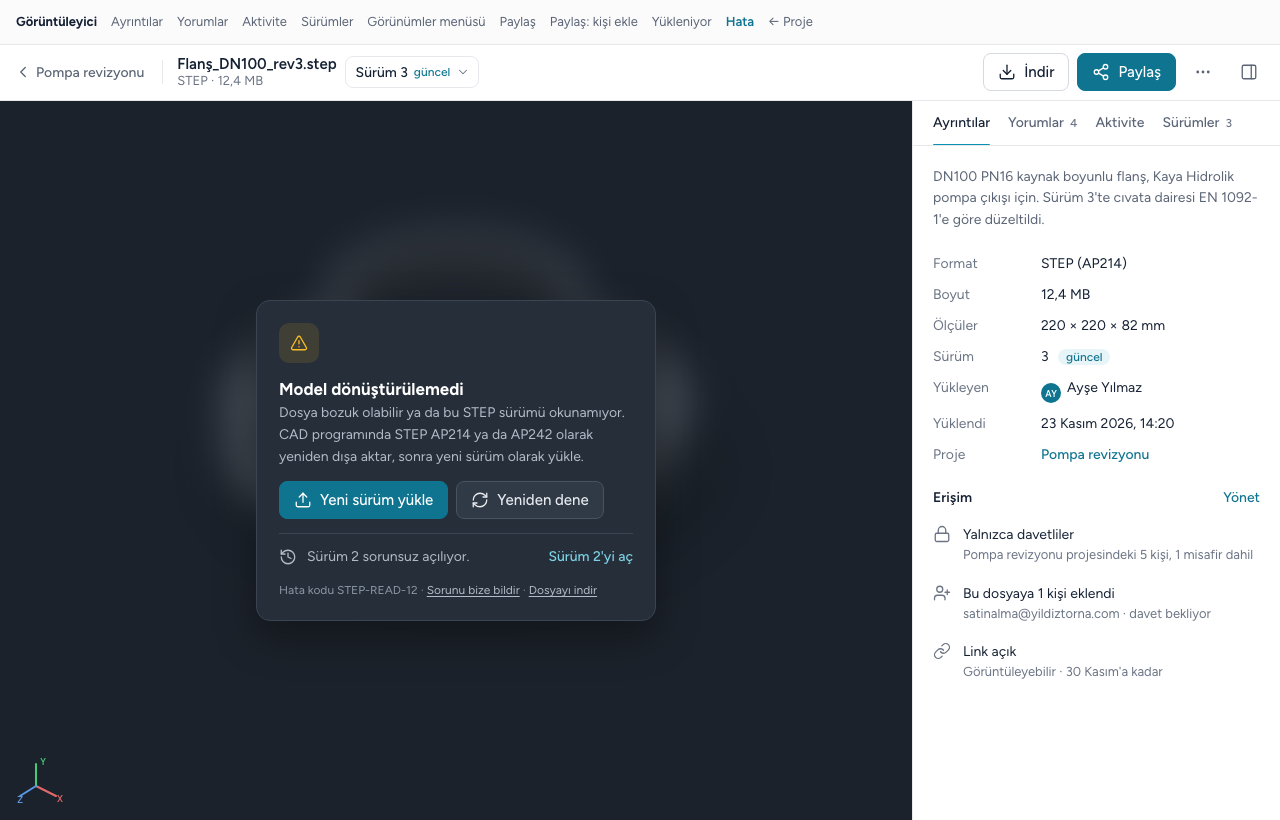 Görüntüleyici Ayrıntılar Yorumlar Aktivite Sürümler Görünümler menüsü Paylaş Paylaş: kişi ekle Yükleniyor Hata ← Proje
Pompa revizyonu
Flanş_DN100_rev3.step
STEP · 12,4 MB
Sürüm 3 güncel
İndir
Paylaş
Ayrıntılar Yorumlar 4 Aktivite Sürümler 3
Model dönüştürülemedi
Dosya bozuk olabilir ya da bu STEP sürümü okunamıyor.
CAD programında STEP AP214 ya da AP242 olarak
yeniden dışa aktar, sonra yeni sürüm olarak yükle.
Yeni sürüm yükle
Yeniden dene
Sürüm 2 sorunsuz açılıyor.
Sürüm 2'yi aç
Hata kodu STEP-READ-12 · Sorunu bize bildir · Dosyayı indir
Y
Z
X
DN100 PN16 kaynak boyunlu flanş, Kaya Hidrolik
pompa çıkışı için. Sürüm 3'te cıvata dairesi EN 1092-
1'e göre düzeltildi.
Format STEP (AP214)
Boyut 12,4 MB
Ölçüler 220 × 220 × 82 mm
Sürüm 3 güncel
Yükleyen AY Ayşe Yılmaz
Yüklendi 23 Kasım 2026, 14:20
Proje Pompa revizyonu
Erişim Yönet
Yalnızca davetliler
Pompa revizyonu projesindeki 5 kişi, 1 misafir dahil
Bu dosyaya 1 kişi eklendi
satinalma@yildiztorna.com · davet bekliyor
Link açık
Görüntüleyebilir · 30 Kasım'a kadar